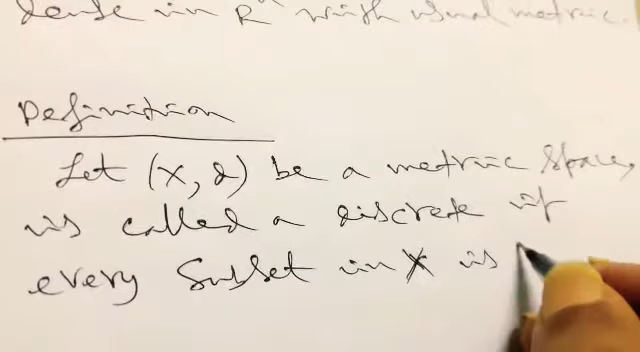 dense in R^n with usual metric.
Definition
Let (X, d) be a metric space,
is called a discrete if
every subset in X is